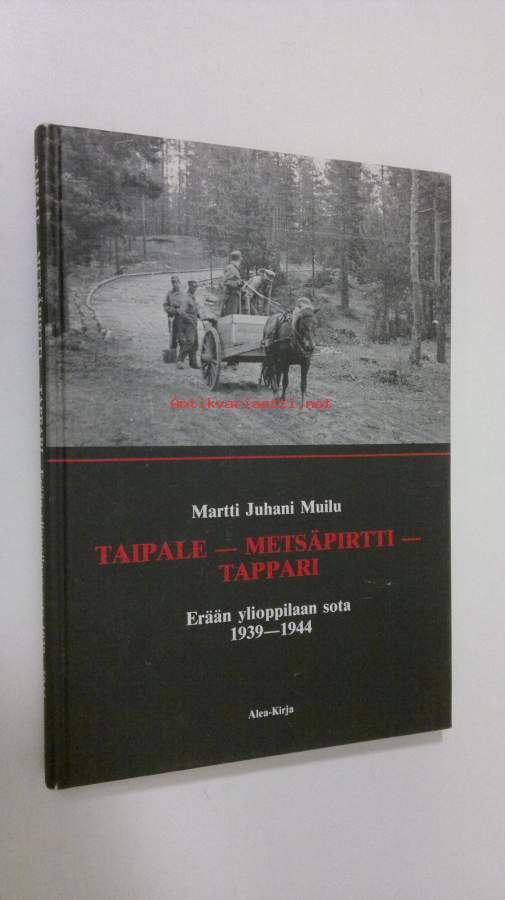 Antikvariaatti.net
Martti Juhani Muilu
TAIPALE — METSÄPIRTTI —
TAPPARI
Erään ylioppilaan sota
1939—1944
Alea-Kirja